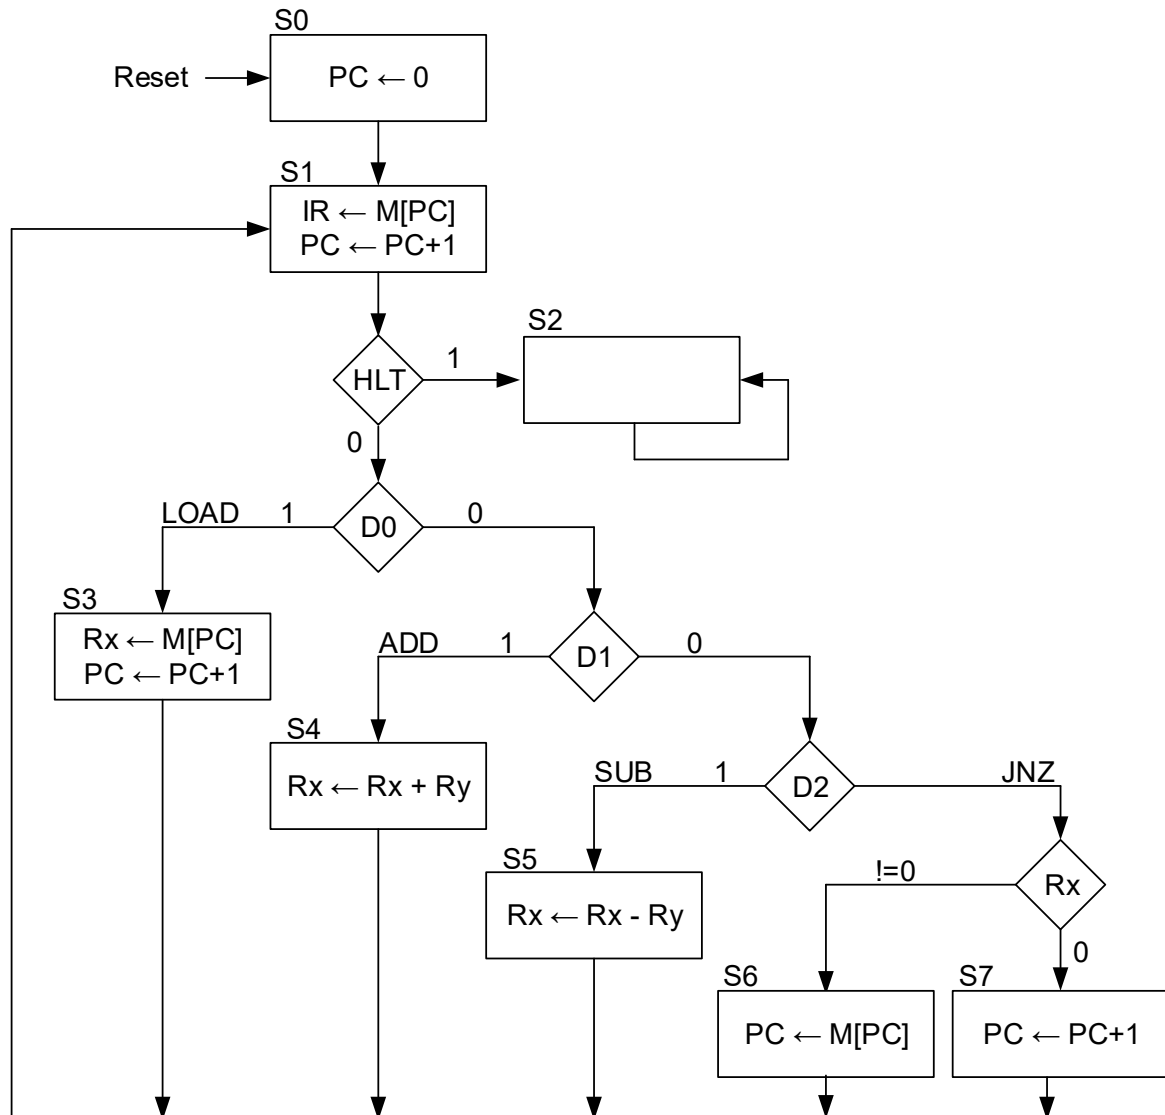 S0
Reset
PC ← 0
S1
IR ← M[PC]
PC ← PC+1
S2
HLT
1
0
LOAD 1
D0
0
S3
Rx ← M[PC]
PC ← PC+1
ADD 1
D1
0
S4
Rx ← Rx + Ry
SUB 1
D2
JNZ
S5
Rx ← Rx - Ry
!=0
Rx
0
S6
PC ← M[PC]
S7
PC ← PC+1